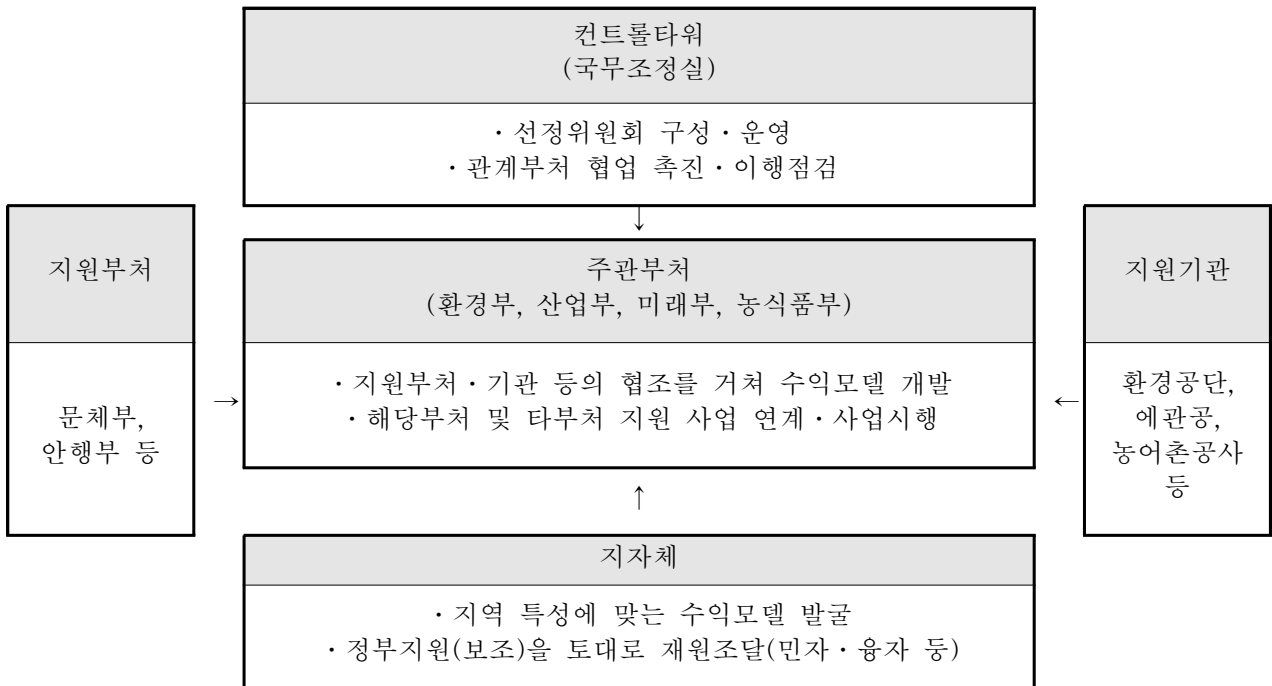 컨트롤타워
(국무조정실)
· 선정위원회 구성 · 운영
· 관계부처 협업 촉진 · 이행점검
↓
지원부처
문체부,
안행부 등
→
주관부처
(환경부, 산업부, 미래부, 농식품부)
· 지원부처 · 기관 등의 협조를 거쳐 수익모델 개발
· 해당부처 및 타부처 지원 사업 연계 · 사업시행
←
지원기관
환경공단,
에관공,
농어촌공사
등
↑
지자체
· 지역 특성에 맞는 수익모델 발굴
· 정부지원(보조)을 토대로 재원조달(민자 · 융자 등)